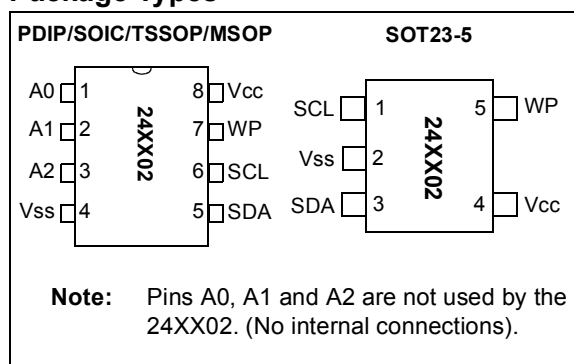 PDIP/SOIC/TSSOP/MSOP
A0 1 8 Vcc
A1 2 7 WP
A2 3 6 SCL
Vss 4 5 SDA
24XX02
SOT23-5
SCL 1 5 WP
Vss 2
SDA 3 4 Vcc
24XX02
Note: Pins A0, A1 and A2 are not used by the
24XX02. (No internal connections).